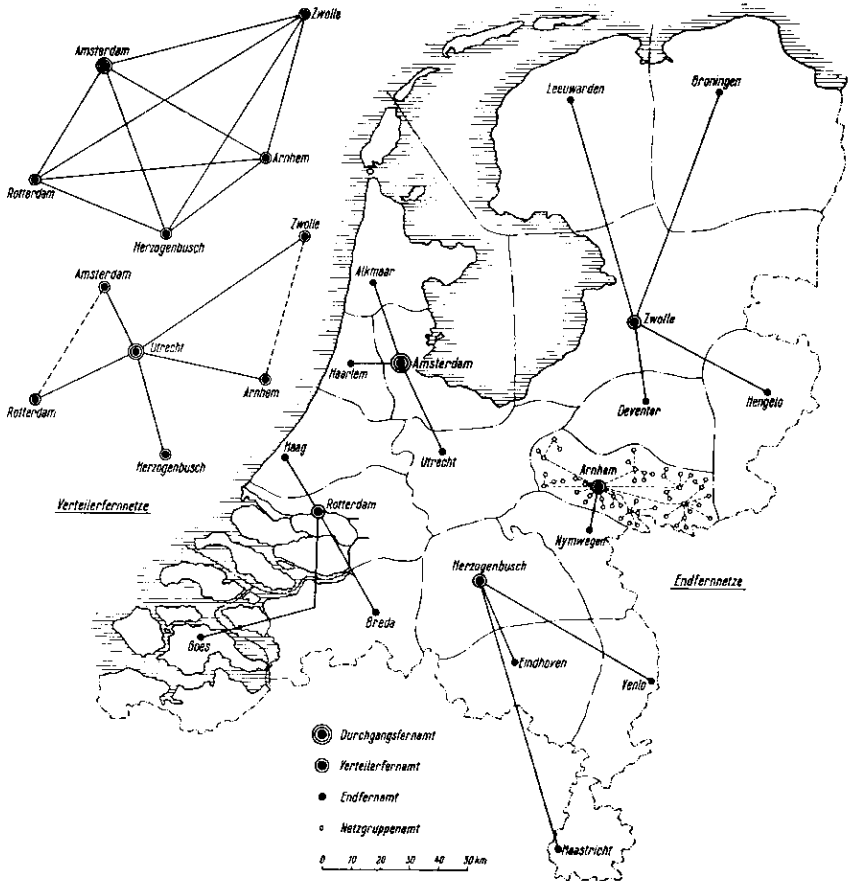 Zwolle
Amsterdam
Arnhem
Rotterdam
Herzogenbusch
Zwolle
Amsterdam
Utrecht
Arnhem
Rotterdam
Herzogenbusch
Verteilerfernnetze
Leeuwarden
Groningen
Alkmaar
Zwolle
Haarlem
Amsterdam
Deventer
Hengelo
Haag
Utrecht
Arnhem
Rotterdam
Nymwegen
Herzogenbusch
Endfernnetze
Breda
Goes
Eindhoven
Venlo
Durchgangsfernamt
Verteilerfernamt
Endfernamt
Netzgruppenamt
Maastricht
0 10 20 30 40 50 km